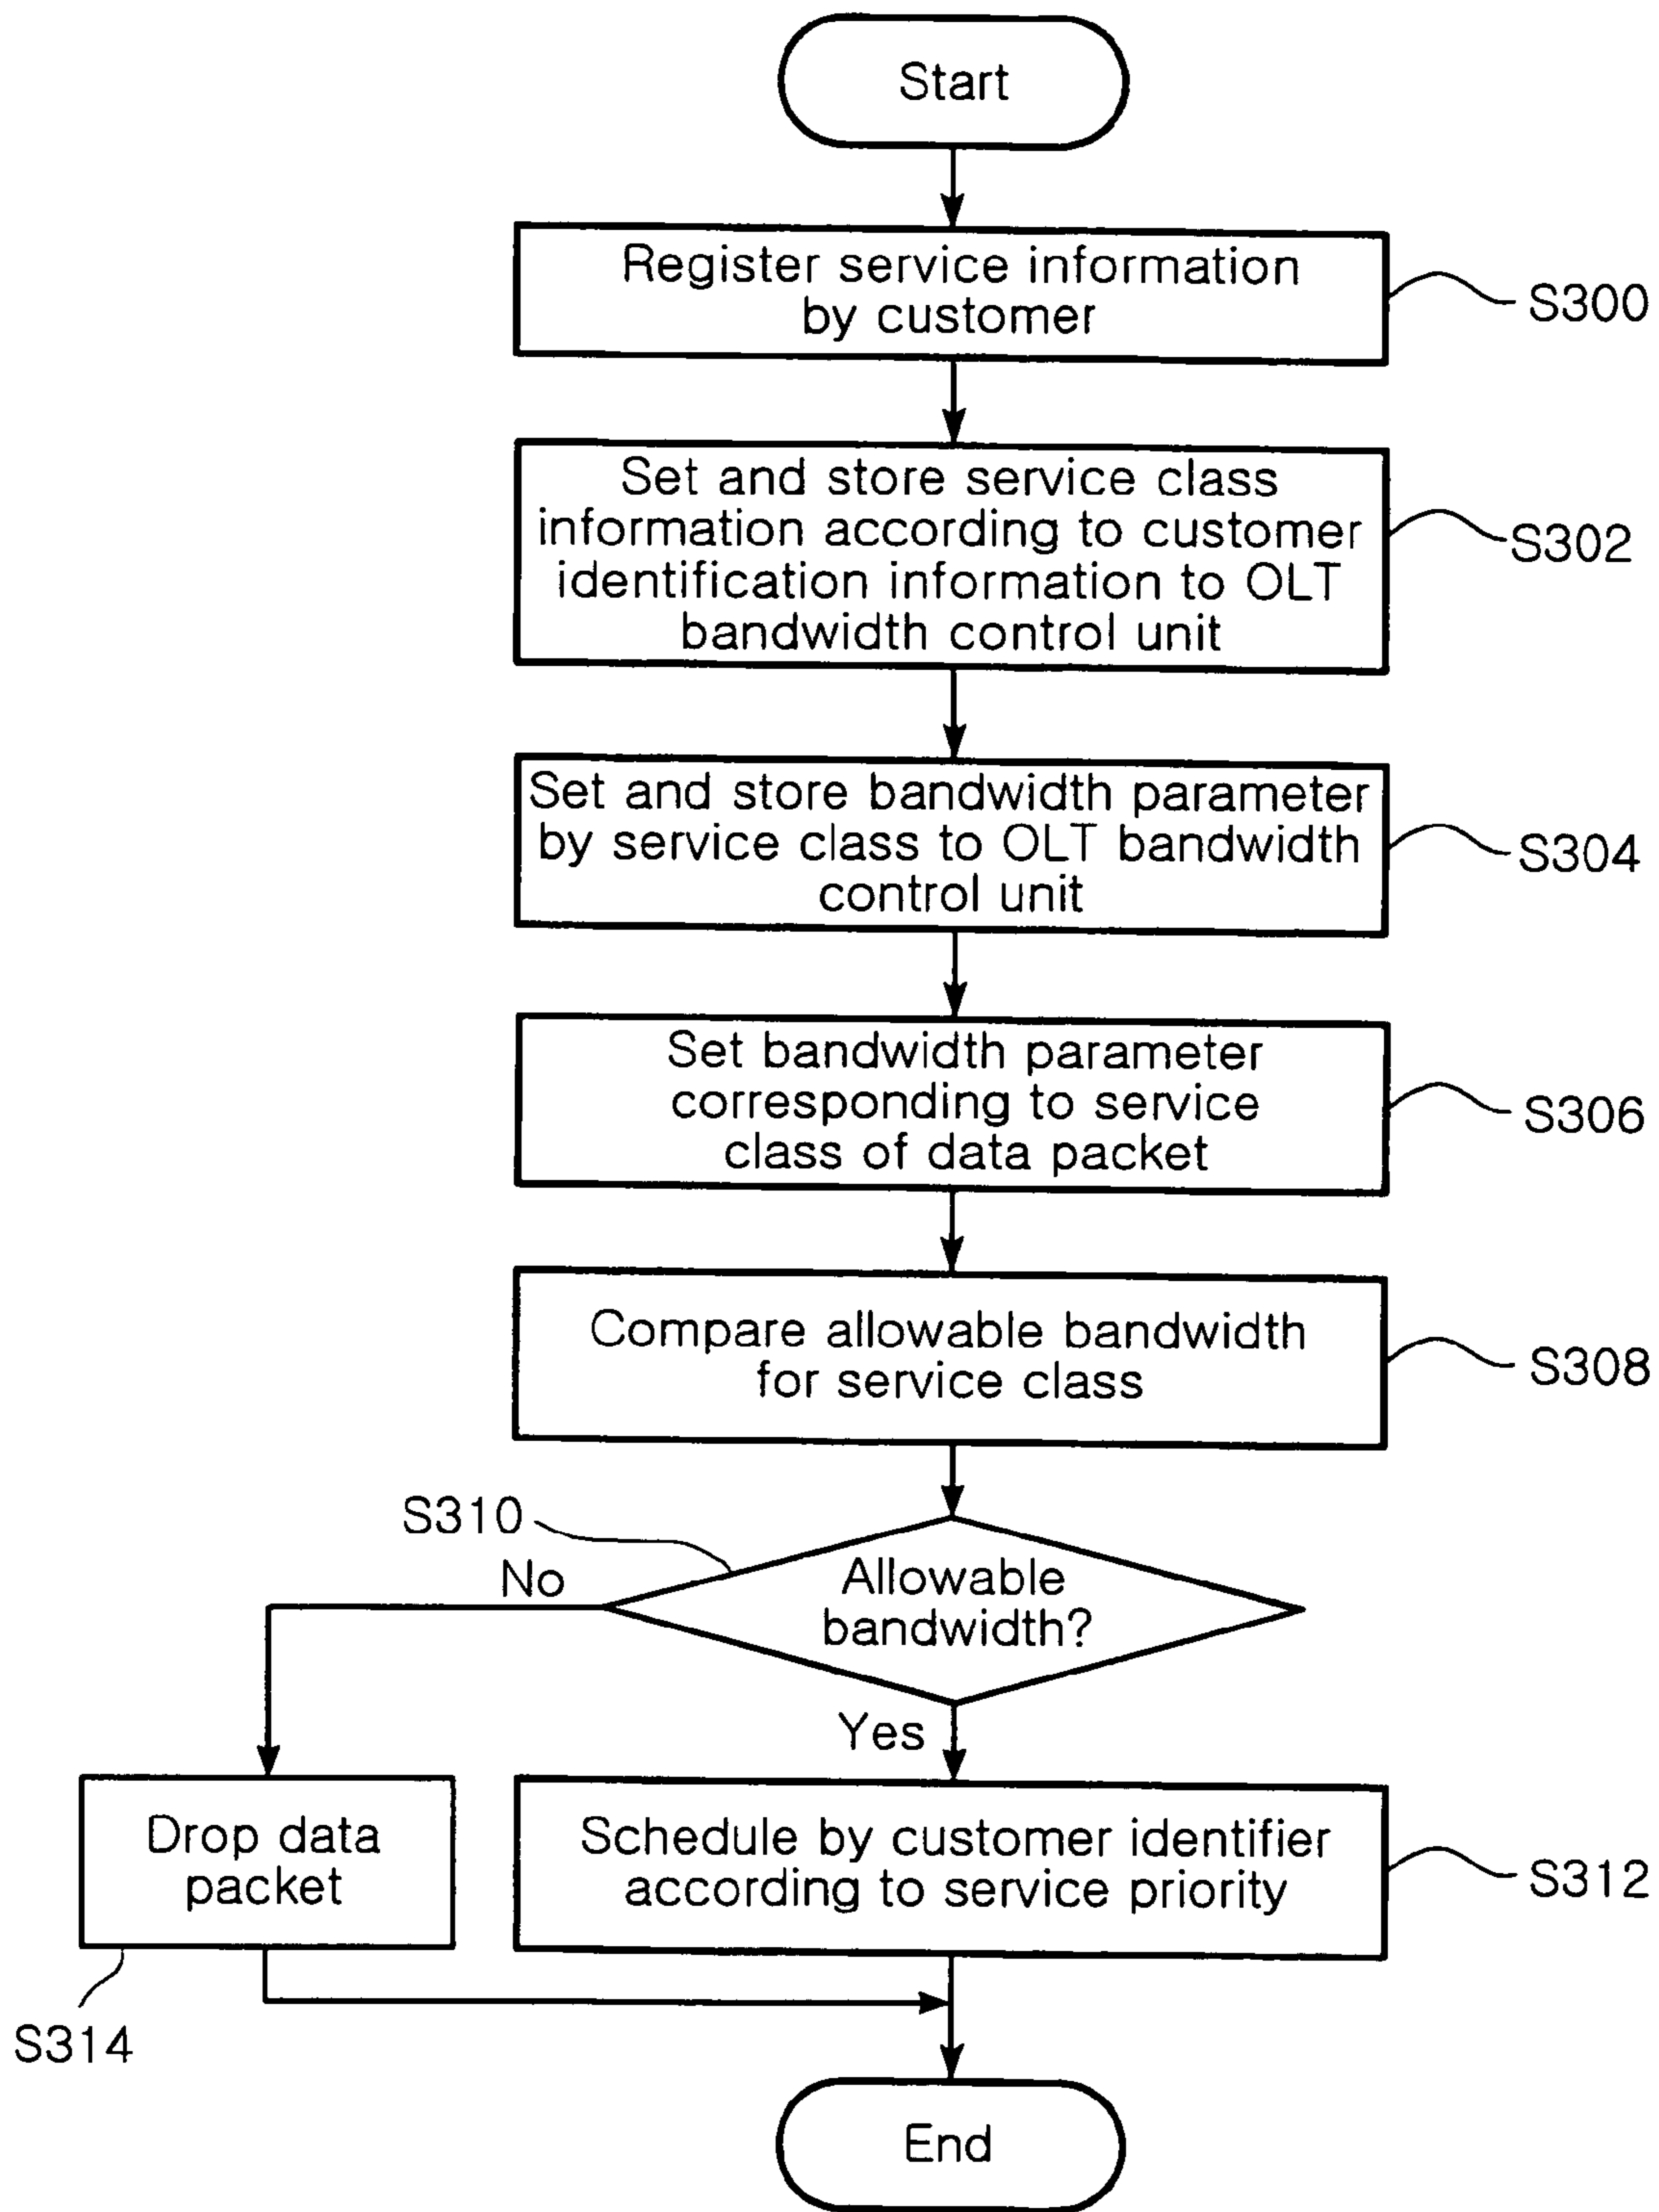 Start
Register service information
by customer
S300
Set and store service class
information according to customer
identification information to OLT
bandwidth control unit
S302
Set and store bandwidth parameter
by service class to OLT bandwidth
control unit
S304
Set bandwidth parameter
corresponding to service
class of data packet
S306
Compare allowable bandwidth
for service class
S308
S310
Allowable
bandwidth?
No
Yes
Drop data
packet
S314
Schedule by customer identifier
according to service priority
S312
End